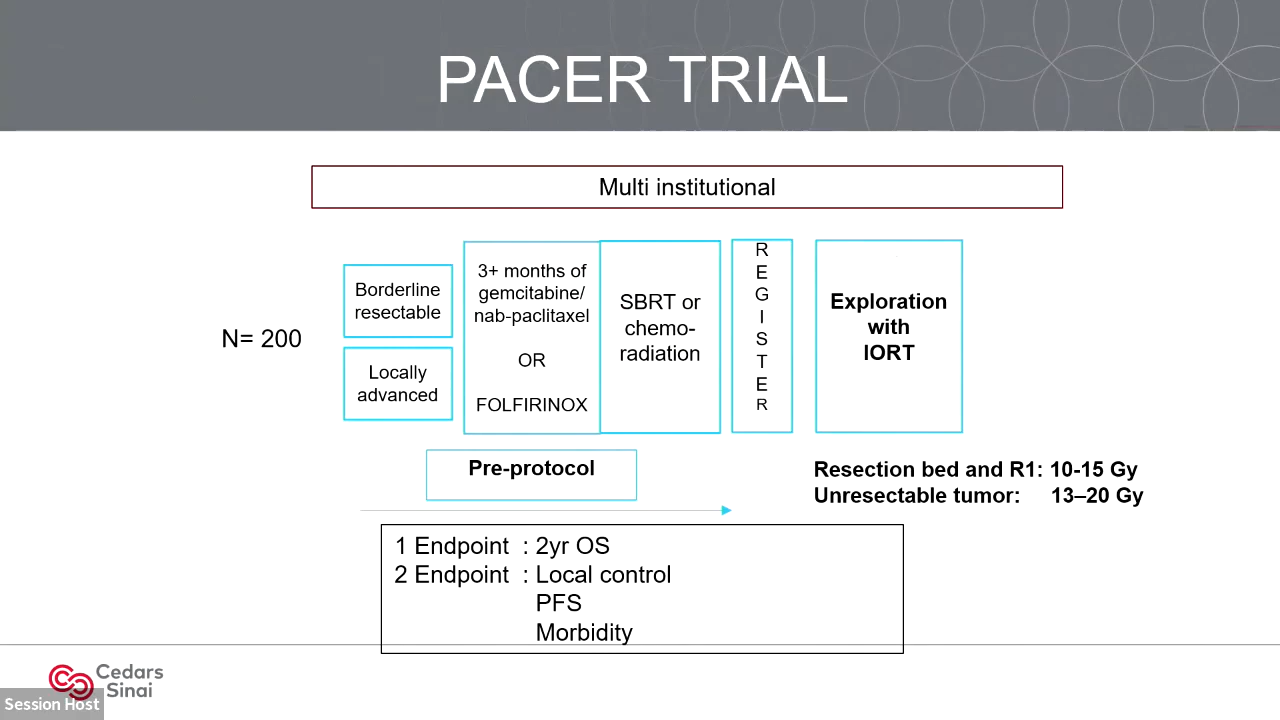 PACER TRIAL
Multi institutional
N= 200
Borderline
resectable
Locally
advanced
3+ months of
gemcitabine/
nab-paclitaxel
OR
FOLFIRINOX
SBRT or
chemo-
radiation
R
E
G
I
S
T
E
R
Exploration
with
IORT
Pre-protocol
Resection bed and R1: 10-15 Gy
Unresectable tumor: 13–20 Gy
1 Endpoint : 2yr OS
2 Endpoint : Local control
PFS
Morbidity
Cedars
Sinai
Session Host